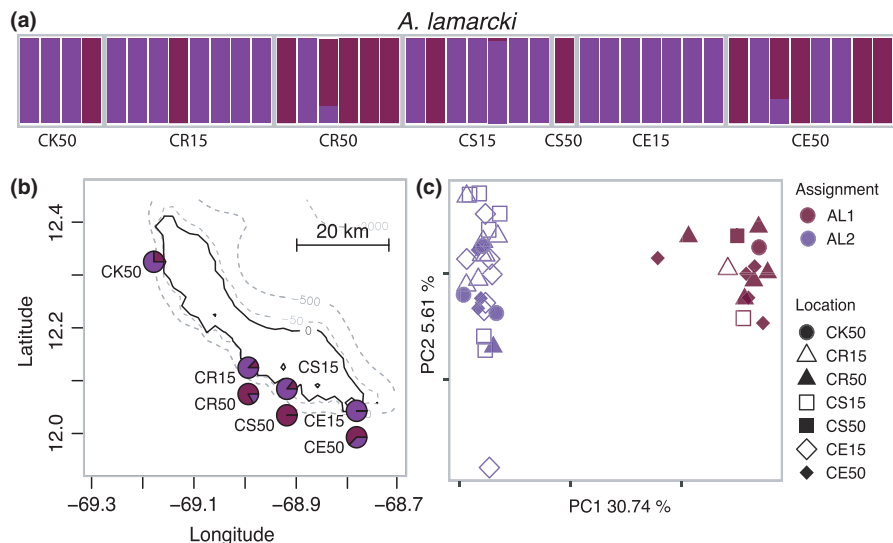 (a)
A. lamarcki
CK50
CR15
CR50
CS15
CS50
CE15
CE50
(b)
12.4
12.2
12.0
Latitude
20 km
−500
−50
0
CK50
CR15
CR50
CS15
CS50
CE15
CE50
−69.3
−69.1
−68.9
−68.7
Longitude
(c)
PC2 5.61 %
PC1 30.74 %
Assignment
AL1
AL2
Location
CK50
CR15
CR50
CS15
CS50
CE15
CE50